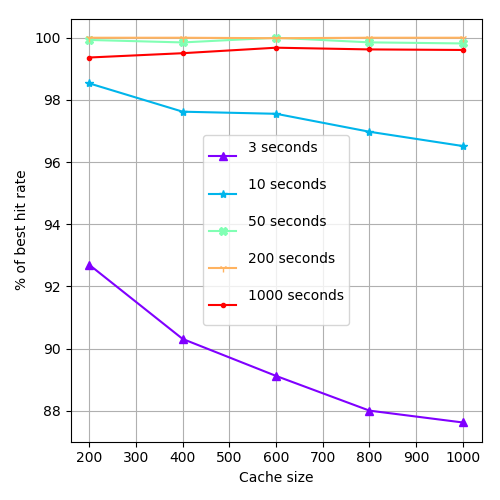 100
98
96
94
92
90
88
% of best hit rate
3 seconds
10 seconds
50 seconds
200 seconds
1000 seconds
200 300 400 500 600 700 800 900 1000
Cache size